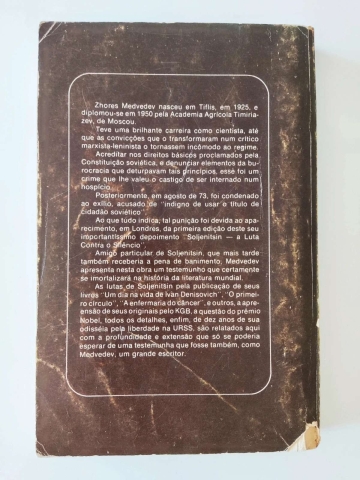 Zhores Medvedev nasceu em Tiflis, em 1925, e
diplomou-se em 1950 pela Academia Agrícola Timiria-
zev, de Moscou.
Teve uma brilhante carreira como cientista, até
que as convicções que o transformaram num crítico
marxista-leninista o tornassem incômodo ao regime.
Acreditar nos direitos básicos proclamados pela
Constituição soviética, e denunciar elementos da bu-
rocracia que deturpavam tais princípios, esse foi um
crime que lhe valeu o castigo de ser internado num
hospício.
Posteriormente, em agosto de 73, foi condenado
ao exílio, acusado de "indigno de usar o título de
cidadão soviético".
Ao que tudo indica, tal punição foi devida ao apa-
recimento, em Londres, da primeira edição deste seu
importantíssimo depoimento "Soljenitsin — a Luta
Contra o Silêncio".
Amigo particular de Soljenitsin, que mais tarde
também receberia a pena de banimento, Medvedev
apresenta nesta obra um testemunho que certamente
se imortalizará na história da literatura mundial.
As lutas de Soljenitsin pela publicação de seus
livros "Um dia na vida de Ivan Denisovich", "O primei-
ro círculo", "A enfermaria do câncer", e outros, a apre-
ensão de seus originais pelo KGB, a questão do prêmio
Nobel, todos os detalhes, enfim, de dez anos de sua
odisséia pela liberdade na URSS, são relatados aqui
com a profundidade e extensão que só se poderia
esperar de uma testemunha que fosse também, como
Medvedev, um grande escritor.